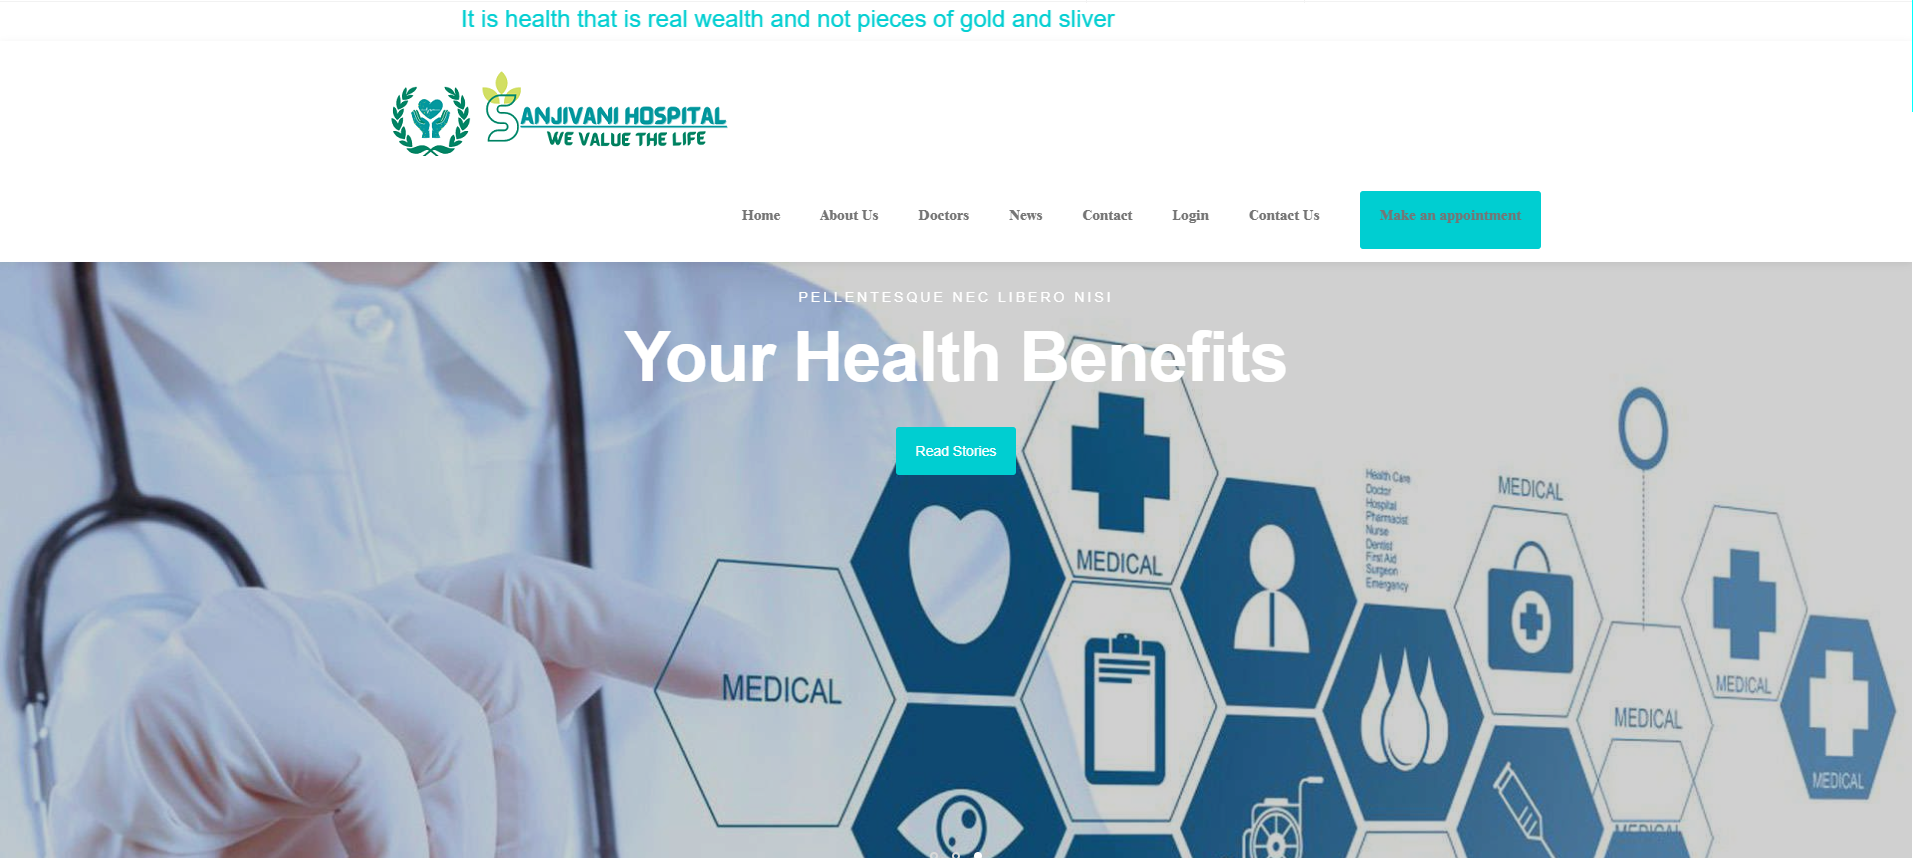 It is health that is real wealth and not pieces of gold and sliver
SANJIVANI HOSPITAL
WE VALUE THE LIFE
Home About Us Doctors News Contact Login Contact Us Make an appointment
PELLENTESQUE NEC LIBERO NISI
Your Health Benefits
Read Stories
Health Care
Doctor
Hospital
Pharmacist
Nurse
Dentist
First Aid
Surgeon
Emergency
MEDICAL
MEDICAL
MEDICAL
MEDICAL
MEDICAL
MEDICAL
MEDICAL